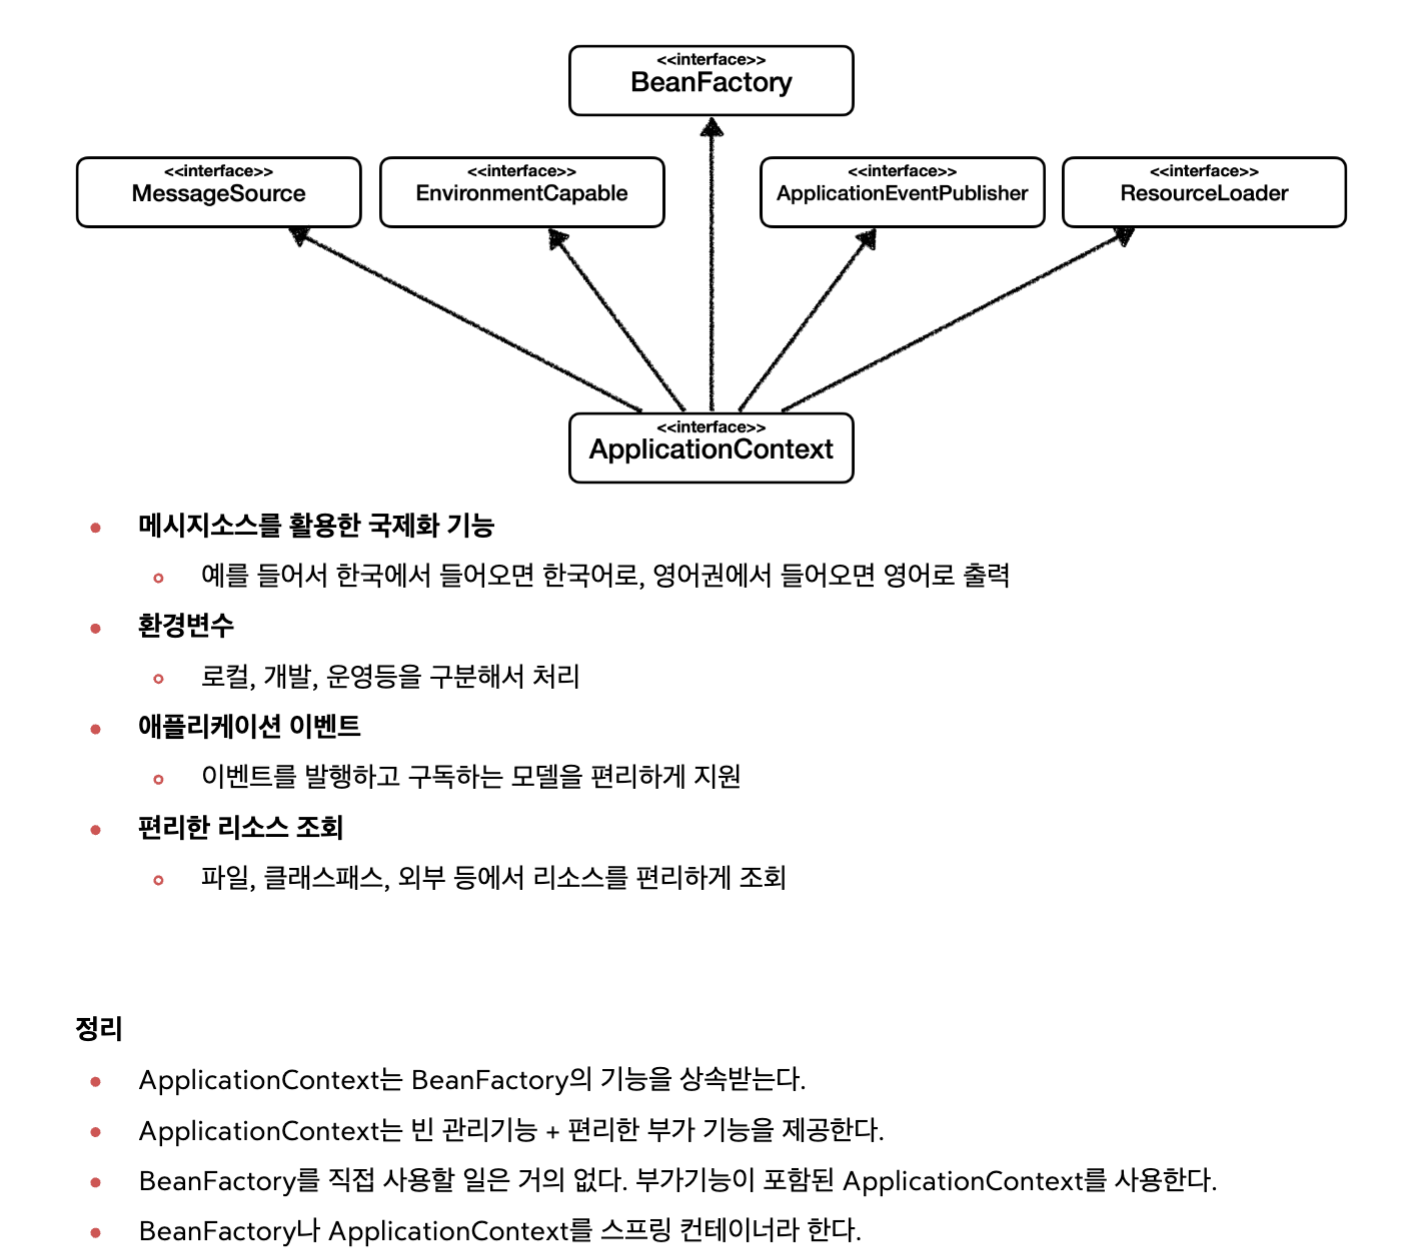 <<interface>>
BeanFactory
<<interface>>
MessageSource
<<interface>>
EnvironmentCapable
<<interface>>
ApplicationEventPublisher
<<interface>>
ResourceLoader
<<interface>>
ApplicationContext
메시지소스를 활용한 국제화 기능
예를 들어서 한국에서 들어오면 한국어로, 영어권에서 들어오면 영어로 출력
환경변수
로컬, 개발, 운영등을 구분해서 처리
애플리케이션 이벤트
이벤트를 발행하고 구독하는 모델을 편리하게 지원
편리한 리소스 조회
파일, 클래스패스, 외부 등에서 리소스를 편리하게 조회
정리
ApplicationContext는 BeanFactory의 기능을 상속받는다.
ApplicationContext는 빈 관리기능 + 편리한 부가 기능을 제공한다.
BeanFactory를 직접 사용할 일은 거의 없다. 부가기능이 포함된 ApplicationContext를 사용한다.
BeanFactory나 ApplicationContext를 스프링 컨테이너라 한다.